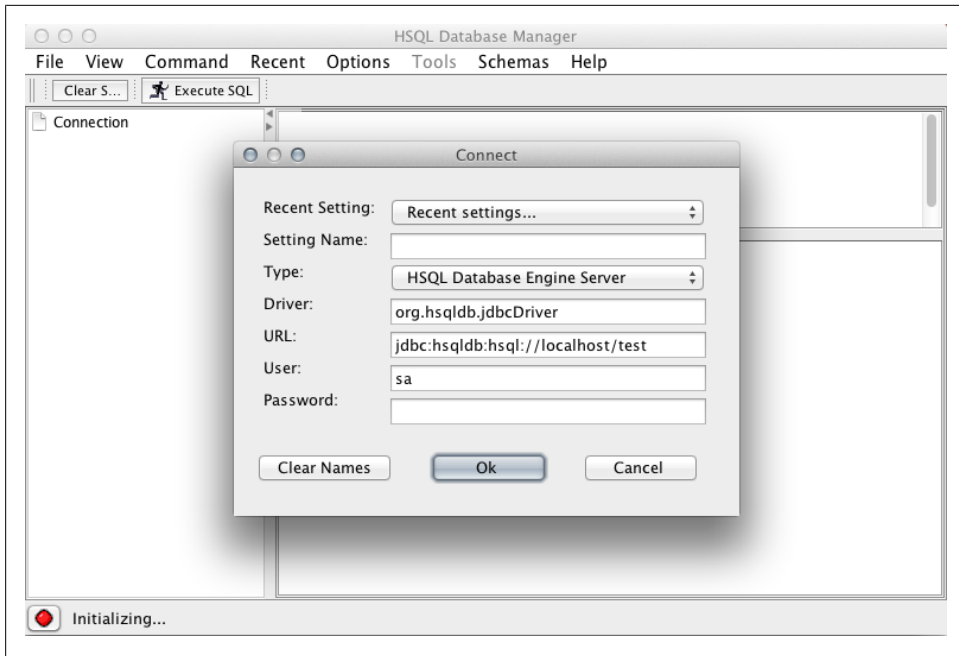 HSQL Database Manager
File View Command Recent Options Tools Schemas Help
Clear S... Execute SQL
Connection
Connect
Recent Setting: Recent settings...
Setting Name:
Type: HSQL Database Engine Server
Driver: org.hsqldb.jdbcDriver
URL: jdbc:hsqldb:hsql://localhost/test
User: sa
Password:
Clear Names Ok Cancel
Initializing...